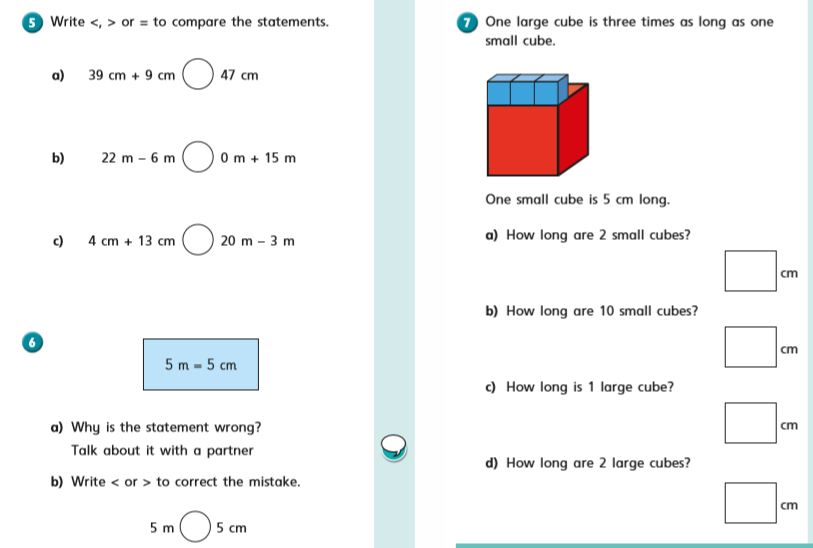 5 Write <, > or = to compare the statements.
a) 39 cm + 9 cm 47 cm
b) 22 m – 6 m 0 m + 15 m
c) 4 cm + 13 cm 20 m – 3 m
6
5 m = 5 cm
a) Why is the statement wrong?
Talk about it with a partner
b) Write < or > to correct the mistake.
5 m 5 cm
7 One large cube is three times as long as one
small cube.
One small cube is 5 cm long.
a) How long are 2 small cubes?
cm
b) How long are 10 small cubes?
cm
c) How long is 1 large cube?
cm
d) How long are 2 large cubes?
cm